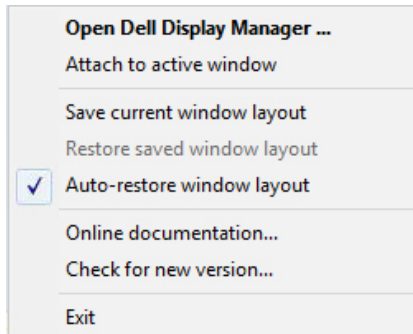 Open Dell Display Manager ...
Attach to active window
Save current window layout
Restore saved window layout
Auto-restore window layout
Online documentation...
Check for new version...
Exit